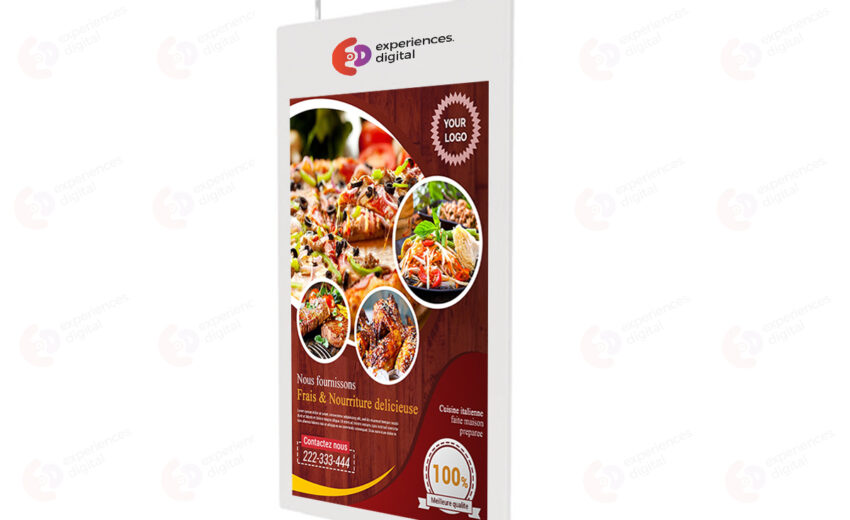 experiences.
digital
YOUR
LOGO
Nous fournissons
Frais & Nourriture delicieuse
Contactez nous
222-333-444
Cuisine italienne
faite maison
preparee
100%
Meilleure qualite